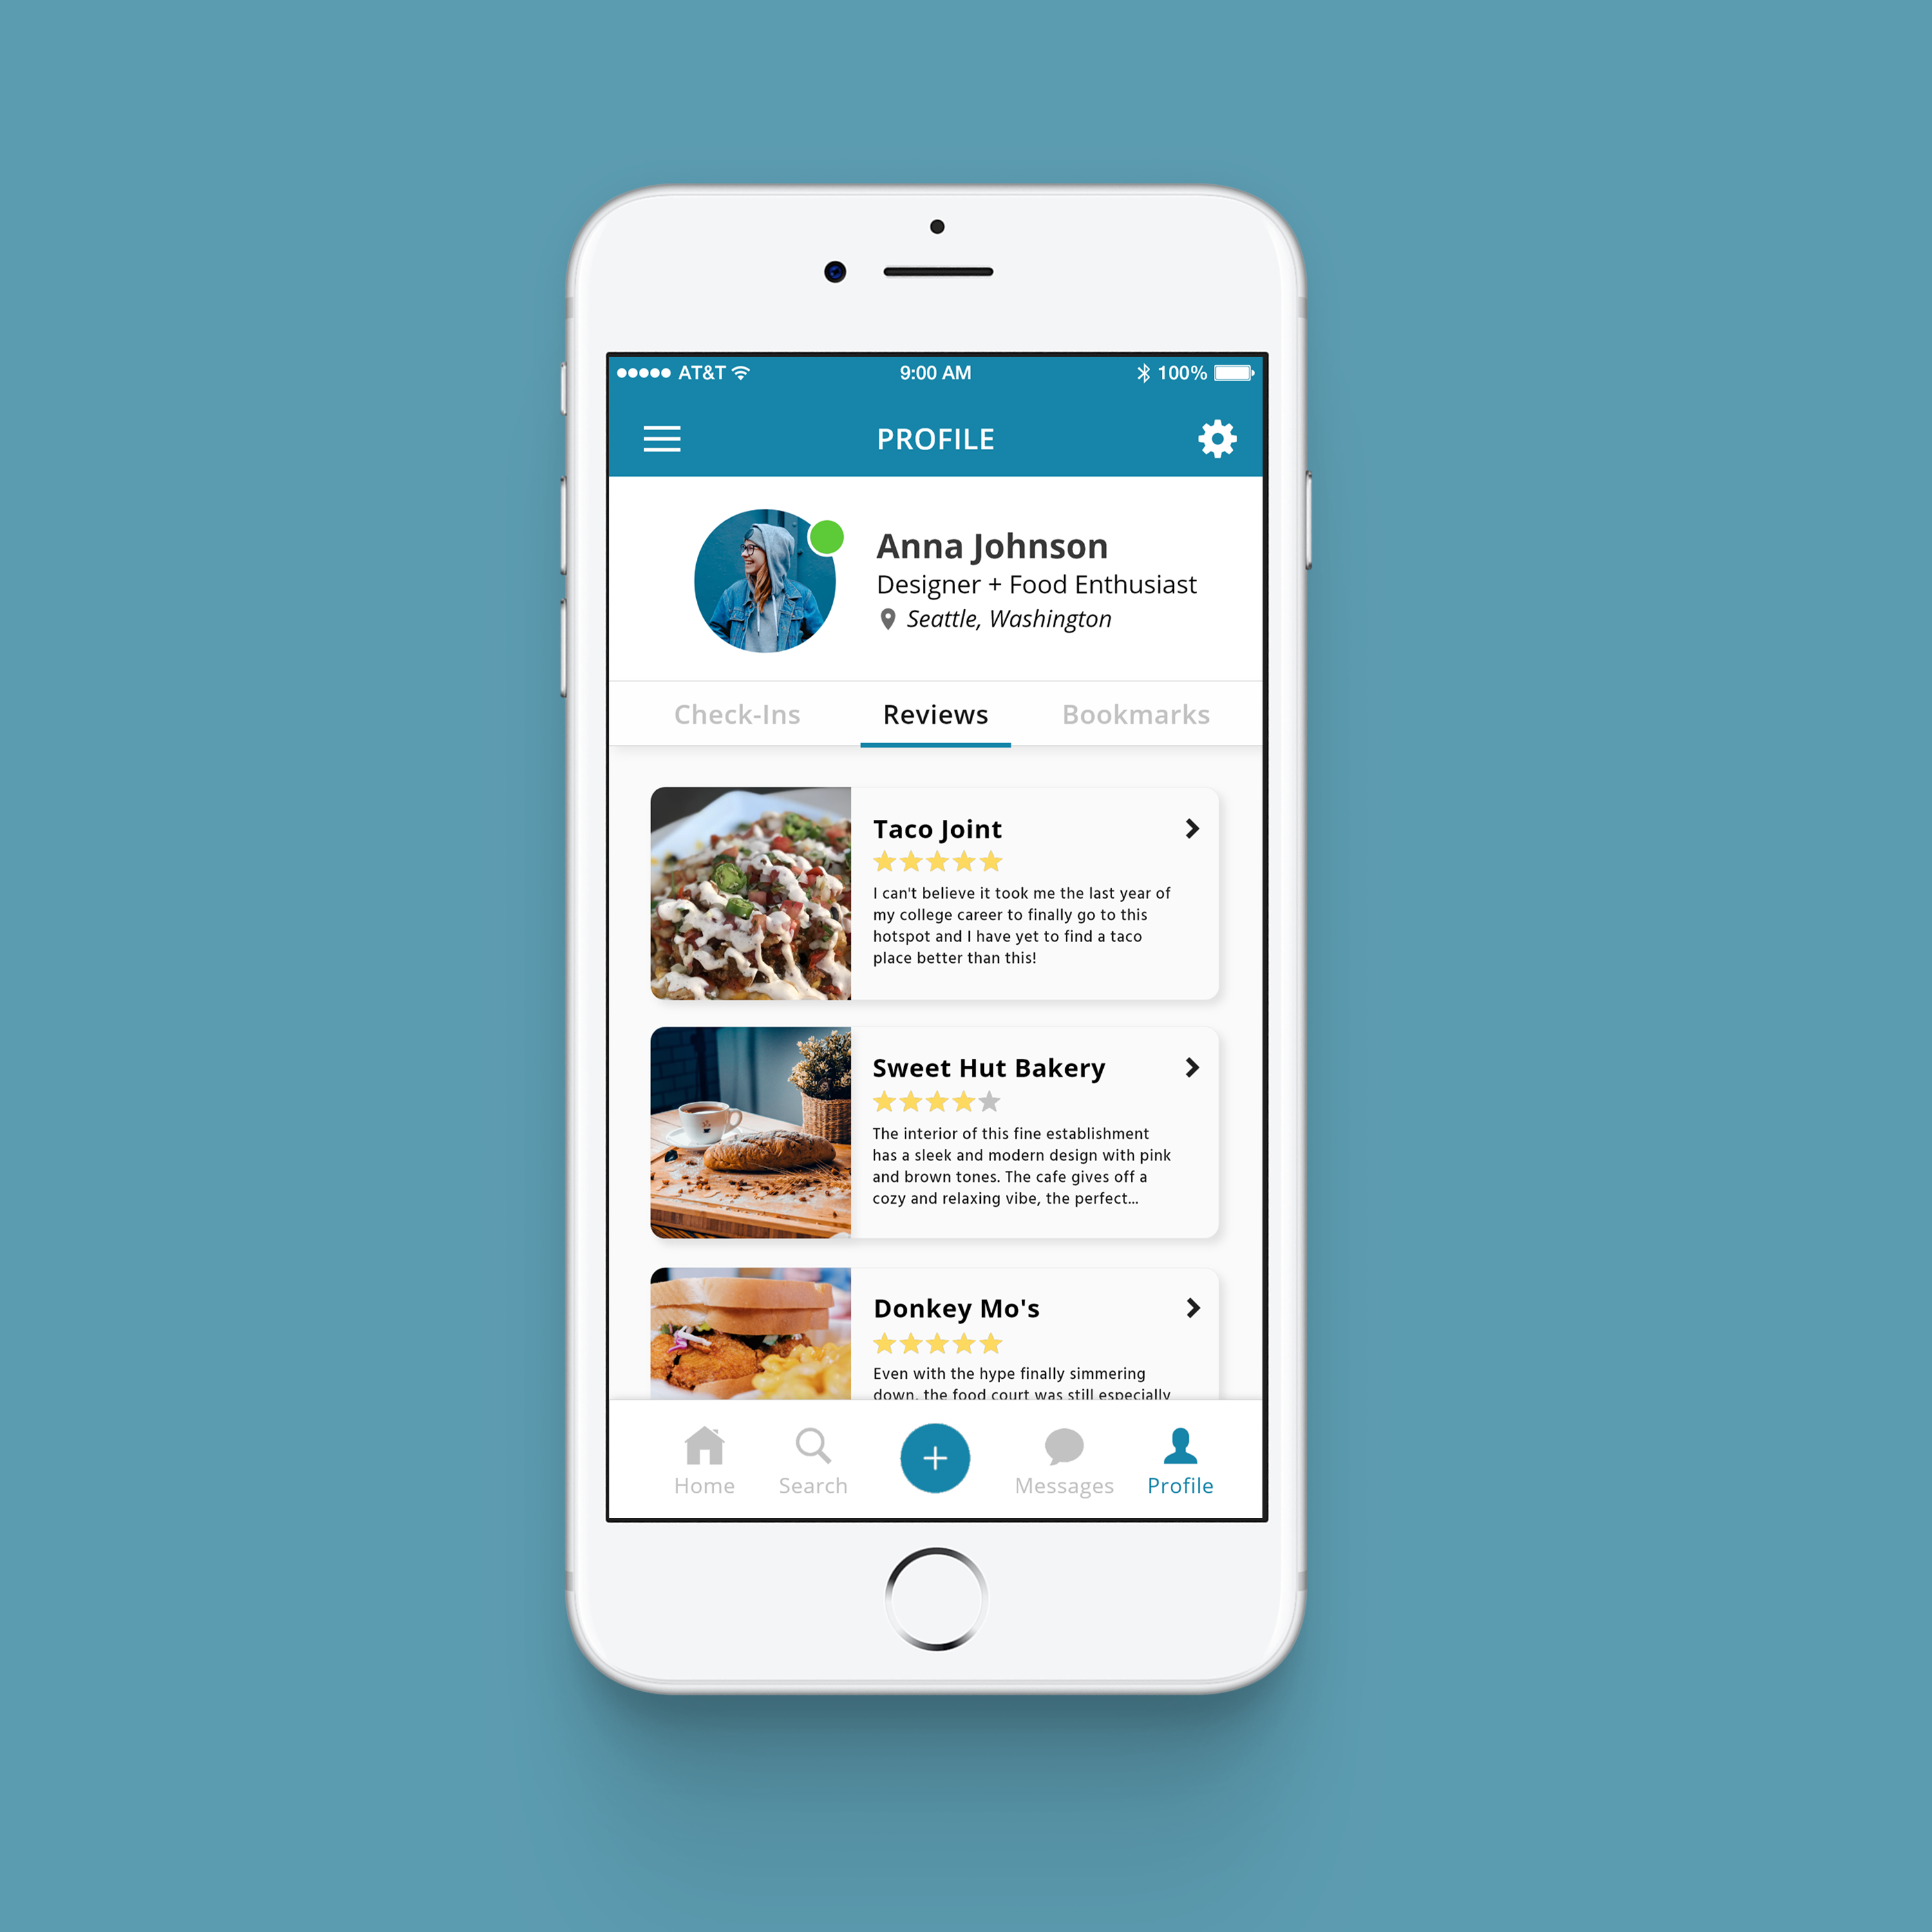 AT&T 9:00 AM 100%
PROFILE
Anna Johnson
Designer + Food Enthusiast
Seattle, Washington
Check-Ins Reviews Bookmarks
Taco Joint
I can't believe it took me the last year of
my college career to finally go to this
hotspot and I have yet to find a taco
place better than this!
Sweet Hut Bakery
The interior of this fine establishment
has a sleek and modern design with pink
and brown tones. The cafe gives off a
cozy and relaxing vibe, the perfect...
Donkey Mo's
Even with the hype finally simmering
down, the food court was still especially
Home Search + Messages Profile